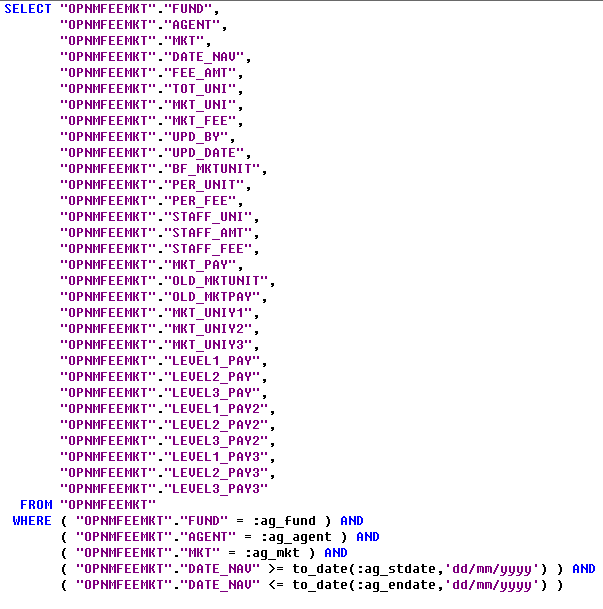 SELECT "OPNMFEEMKT"."FUND",
"OPNMFEEMKT"."AGENT",
"OPNMFEEMKT"."MKT",
"OPNMFEEMKT"."DATE_NAV",
"OPNMFEEMKT"."FEE_AMT",
"OPNMFEEMKT"."TOT_UNI",
"OPNMFEEMKT"."MKT_UNI",
"OPNMFEEMKT"."MKT_FEE",
"OPNMFEEMKT"."UPD_BY",
"OPNMFEEMKT"."UPD_DATE",
"OPNMFEEMKT"."BF_MKTUNIT",
"OPNMFEEMKT"."PER_UNIT",
"OPNMFEEMKT"."PER_FEE",
"OPNMFEEMKT"."STAFF_UNI",
"OPNMFEEMKT"."STAFF_AMT",
"OPNMFEEMKT"."STAFF_FEE",
"OPNMFEEMKT"."MKT_PAY",
"OPNMFEEMKT"."OLD_MKTUNIT",
"OPNMFEEMKT"."OLD_MKTPAY",
"OPNMFEEMKT"."MKT_UNIY1",
"OPNMFEEMKT"."MKT_UNIY2",
"OPNMFEEMKT"."MKT_UNIY3",
"OPNMFEEMKT"."LEVEL1_PAY",
"OPNMFEEMKT"."LEVEL2_PAY",
"OPNMFEEMKT"."LEVEL3_PAY",
"OPNMFEEMKT"."LEVEL1_PAY2",
"OPNMFEEMKT"."LEVEL2_PAY2",
"OPNMFEEMKT"."LEVEL3_PAY2",
"OPNMFEEMKT"."LEVEL1_PAY3",
"OPNMFEEMKT"."LEVEL2_PAY3",
"OPNMFEEMKT"."LEVEL3_PAY3"
FROM "OPNMFEEMKT"
WHERE ( "OPNMFEEMKT"."FUND" = :ag_fund ) AND
( "OPNMFEEMKT"."AGENT" = :ag_agent ) AND
( "OPNMFEEMKT"."MKT" = :ag_mkt ) AND
( "OPNMFEEMKT"."DATE_NAV" >= to_date(:ag_stdate,'dd/mm/yyyy') ) AND
( "OPNMFEEMKT"."DATE_NAV" <= to_date(:ag_endate,'dd/mm/yyyy') )